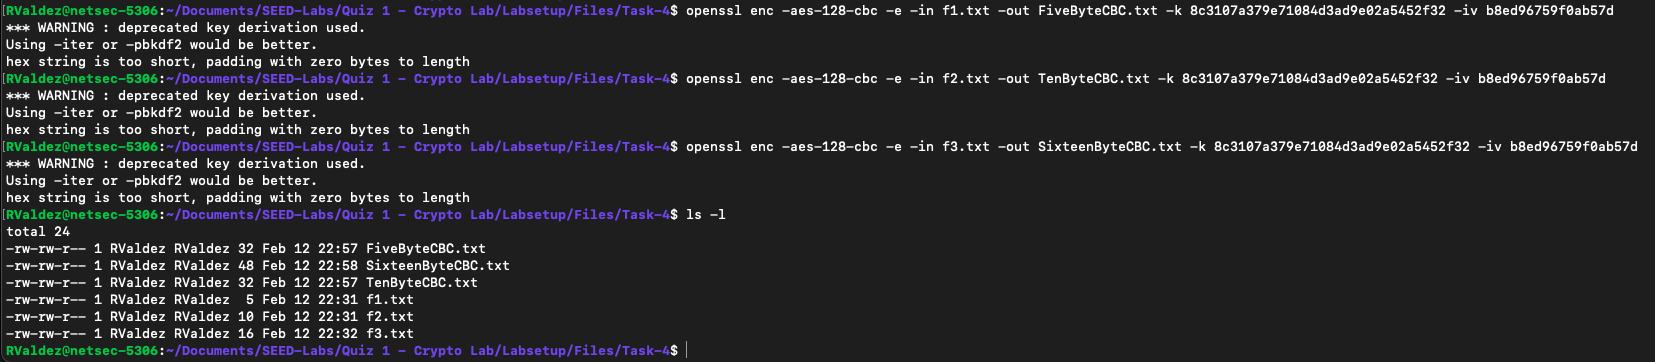 [RValdez@netsec-5306:~/Documents/SEED-Labs/Quiz 1 - Crypto Lab/Labsetup/Files/Task-4$ openssl enc -aes-128-cbc -e -in f1.txt -out FiveByteCBC.txt -k 8c3107a379e71084d3ad9e02a5452f32 -iv b8ed96759f0ab57d
*** WARNING : deprecated key derivation used.
Using -iter or -pbkdf2 would be better.
hex string is too short, padding with zero bytes to length
[RValdez@netsec-5306:~/Documents/SEED-Labs/Quiz 1 - Crypto Lab/Labsetup/Files/Task-4$ openssl enc -aes-128-cbc -e -in f2.txt -out TenByteCBC.txt -k 8c3107a379e71084d3ad9e02a5452f32 -iv b8ed96759f0ab57d
*** WARNING : deprecated key derivation used.
Using -iter or -pbkdf2 would be better.
hex string is too short, padding with zero bytes to length
[RValdez@netsec-5306:~/Documents/SEED-Labs/Quiz 1 - Crypto Lab/Labsetup/Files/Task-4$ openssl enc -aes-128-cbc -e -in f3.txt -out SixteenByteCBC.txt -k 8c3107a379e71084d3ad9e02a5452f32 -iv b8ed96759f0ab57d
*** WARNING : deprecated key derivation used.
Using -iter or -pbkdf2 would be better.
hex string is too short, padding with zero bytes to length
[RValdez@netsec-5306:~/Documents/SEED-Labs/Quiz 1 - Crypto Lab/Labsetup/Files/Task-4$ ls -l
total 24
-rw-rw-r-- 1 RValdez RValdez 32 Feb 12 22:57 FiveByteCBC.txt
-rw-rw-r-- 1 RValdez RValdez 48 Feb 12 22:58 SixteenByteCBC.txt
-rw-rw-r-- 1 RValdez RValdez 32 Feb 12 22:57 TenByteCBC.txt
-rw-rw-r-- 1 RValdez RValdez  5 Feb 12 22:31 f1.txt
-rw-rw-r-- 1 RValdez RValdez 10 Feb 12 22:31 f2.txt
-rw-rw-r-- 1 RValdez RValdez 16 Feb 12 22:32 f3.txt
RValdez@netsec-5306:~/Documents/SEED-Labs/Quiz 1 - Crypto Lab/Labsetup/Files/Task-4$